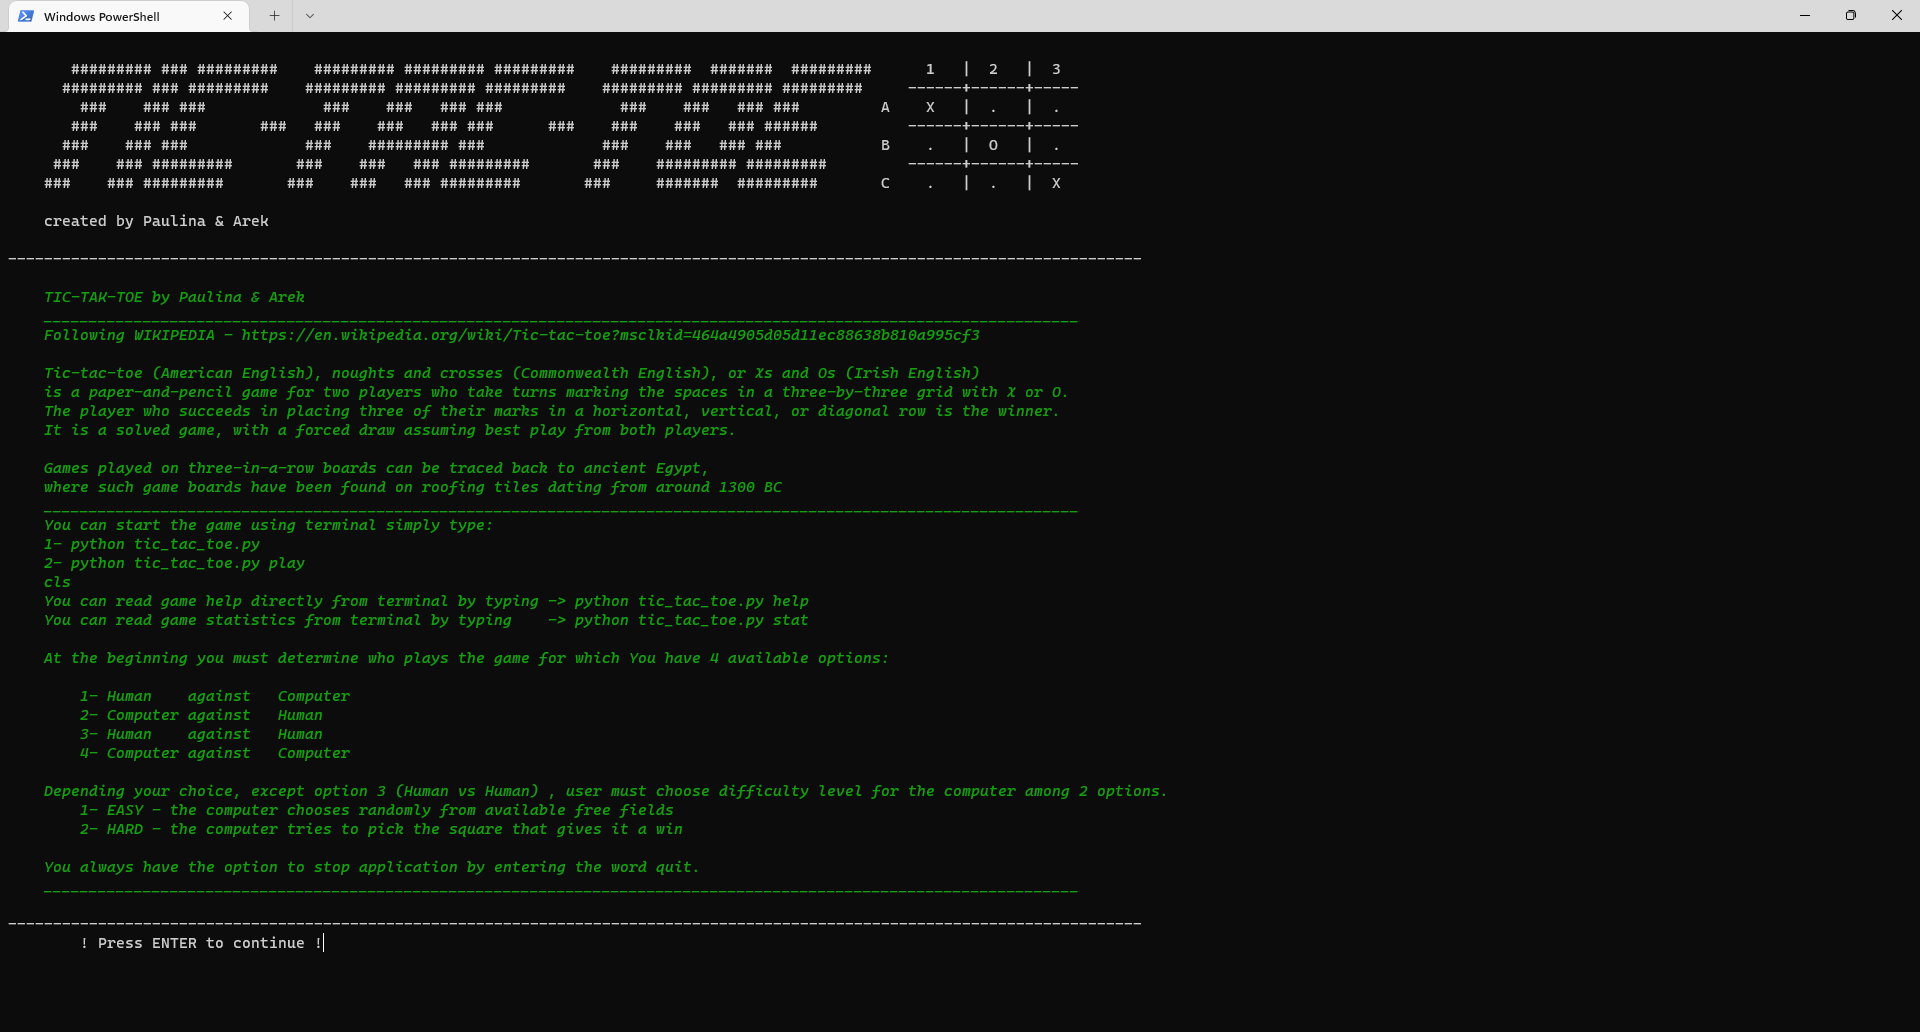 Windows PowerShell
######### ### #########    ######### ######### #########    #########  #######  #########      1   |  2   |  3
######### ### #########    ######### ######### #########    ######### ######### #########     ------+------+-----
###    ### ###             ###    ###   ### ###             ###    ###   ### ###         A    X   |  .   |  .
###    ### ###       ###   ###    ###   ### ###      ###    ###    ###   ### ######          ------+------+-----
###    ### ###             ###    ######### ###             ###    ###   ### ###           B    .   |  O   |  .
###    ### #########       ###    ###   ### #########       ###    ######### #########         ------+------+-----
###    ### #########       ###    ###   ### #########       ###     #######  #########       C    .   |  .   |  X
created by Paulina & Arek
TIC-TAK-TOE by Paulina & Arek
Following WIKIPEDIA - https://en.wikipedia.org/wiki/Tic-tac-toe?msclkid=464a4905d05d11ec88638b810a995cf3
Tic-tac-toe (American English), noughts and crosses (Commonwealth English), or Xs and Os (Irish English)
is a paper-and-pencil game for two players who take turns marking the spaces in a three-by-three grid with X or O.
The player who succeeds in placing three of their marks in a horizontal, vertical, or diagonal row is the winner.
It is a solved game, with a forced draw assuming best play from both players.
Games played on three-in-a-row boards can be traced back to ancient Egypt,
where such game boards have been found on roofing tiles dating from around 1300 BC
You can start the game using terminal simply type:
1- python tic_tac_toe.py
2- python tic_tac_toe.py play
cls
You can read game help directly from terminal by typing -> python tic_tac_toe.py help
You can read game statistics from terminal by typing    -> python tic_tac_toe.py stat
At the beginning you must determine who plays the game for which You have 4 available options:
1- Human    against   Computer
2- Computer against   Human
3- Human    against   Human
4- Computer against   Computer
Depending your choice, except option 3 (Human vs Human) , user must choose difficulty level for the computer among 2 options.
1- EASY - the computer chooses randomly from available free fields
2- HARD - the computer tries to pick the square that gives it a win
You always have the option to stop application by entering the word quit.
! Press ENTER to continue !